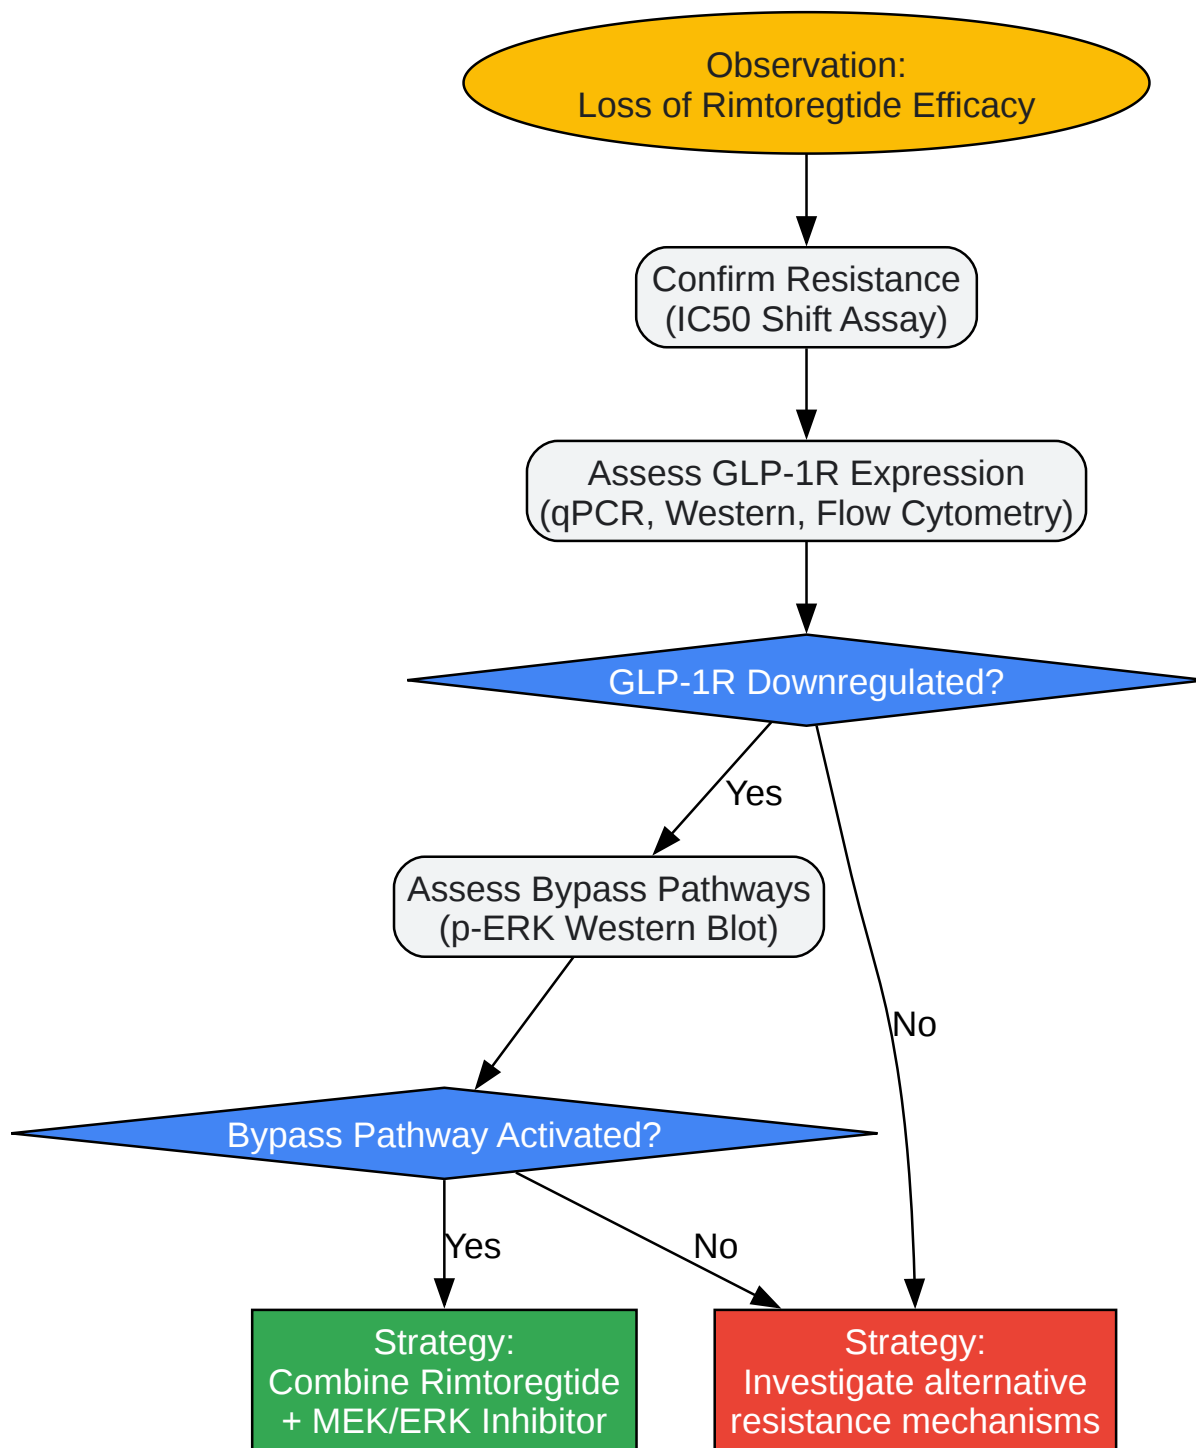 Observation:
Loss of Rimtoregtide Efficacy
Confirm Resistance
(IC50 Shift Assay)
Assess GLP-1R Expression
(qPCR, Western, Flow Cytometry)
GLP-1R Downregulated?
Yes
Assess Bypass Pathways
(p-ERK Western Blot)
No
Bypass Pathway Activated?
Yes
No
Strategy:
Combine Rimtoregtide
+ MEK/ERK Inhibitor
Strategy:
Investigate alternative
resistance mechanisms